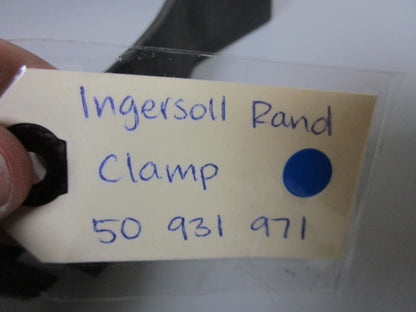 Ingersoll Rand
Clamp
50 931 971